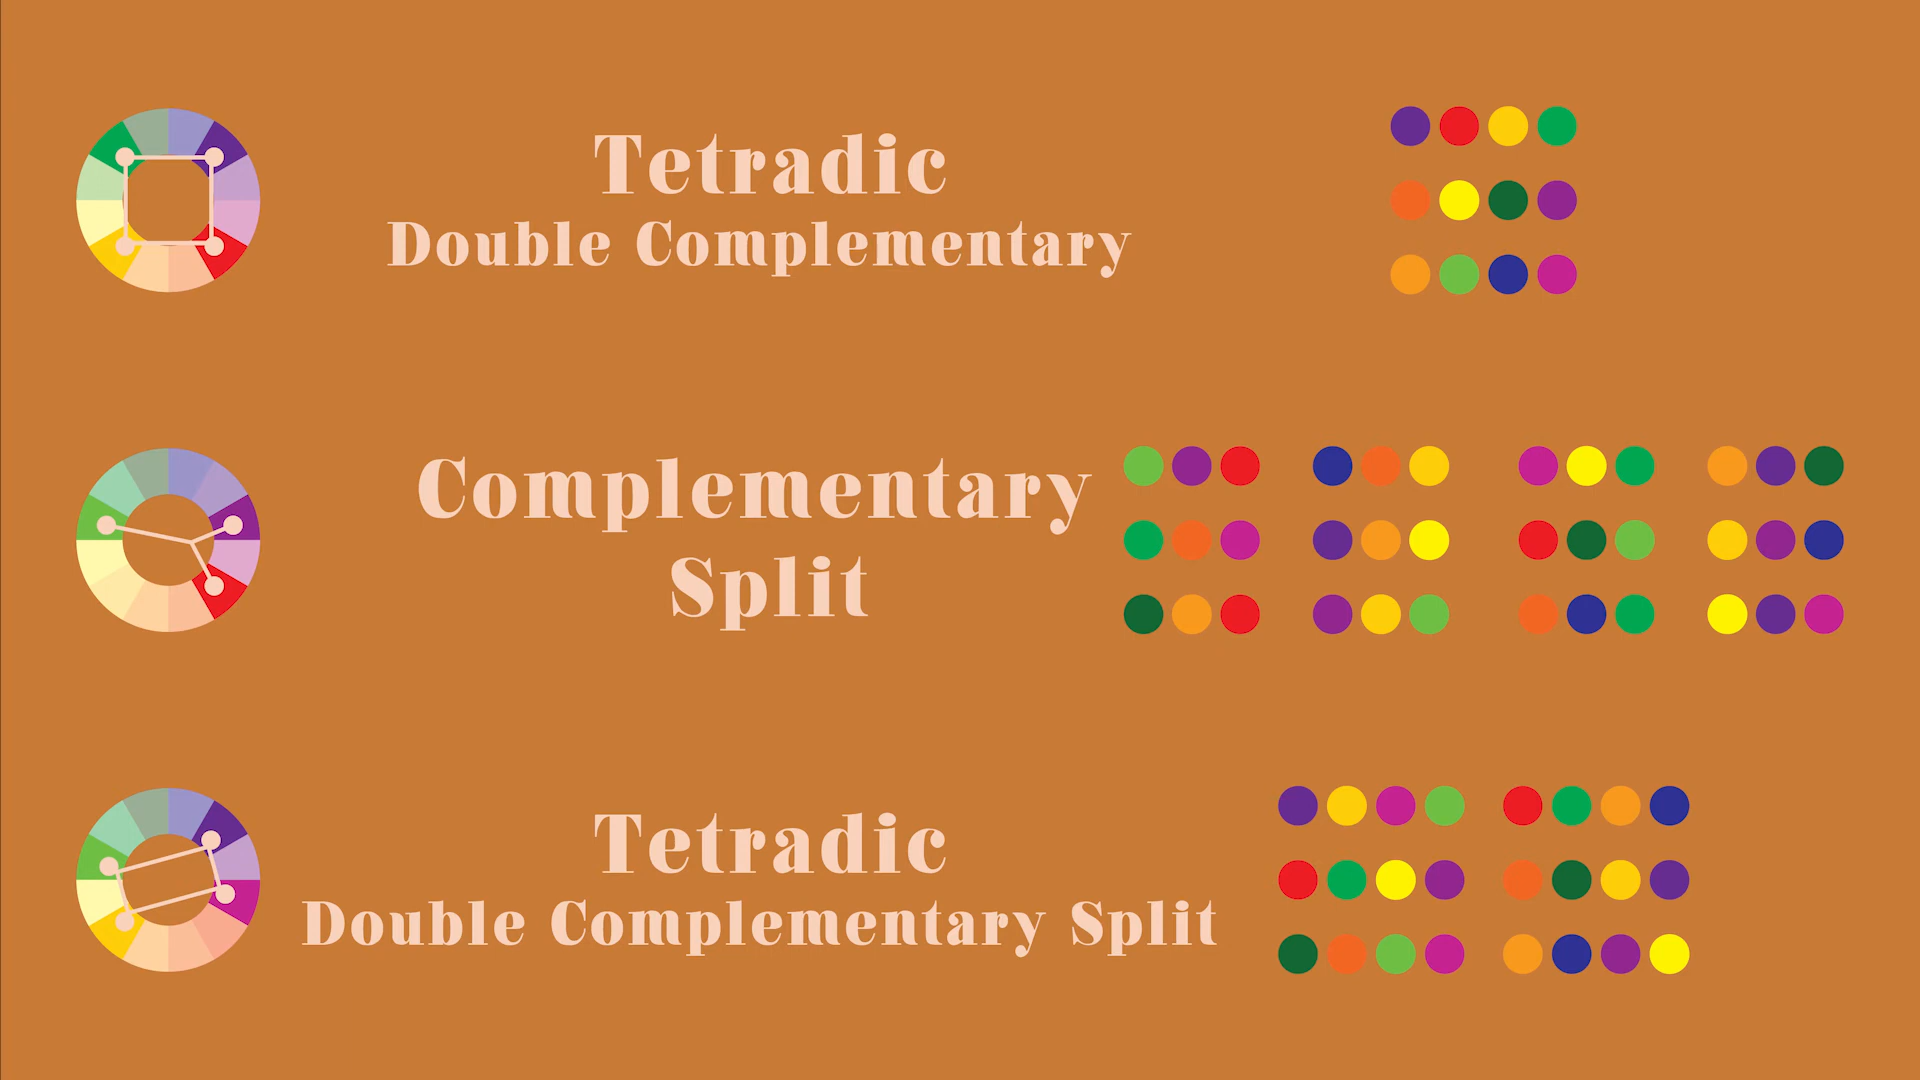 Tetradic
Double Complementary
Complementary
Split
Tetradic
Double Complementary Split